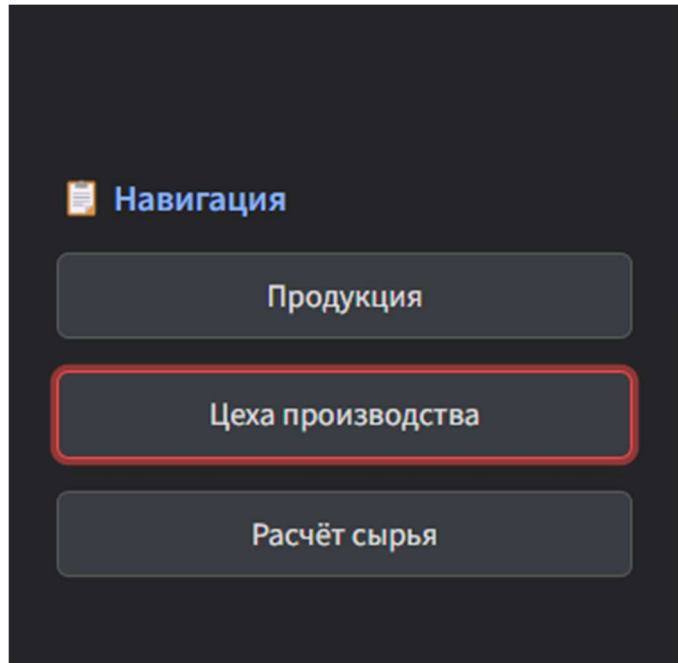 Навигация
Продукция
Цеха производства
Расчёт сырья